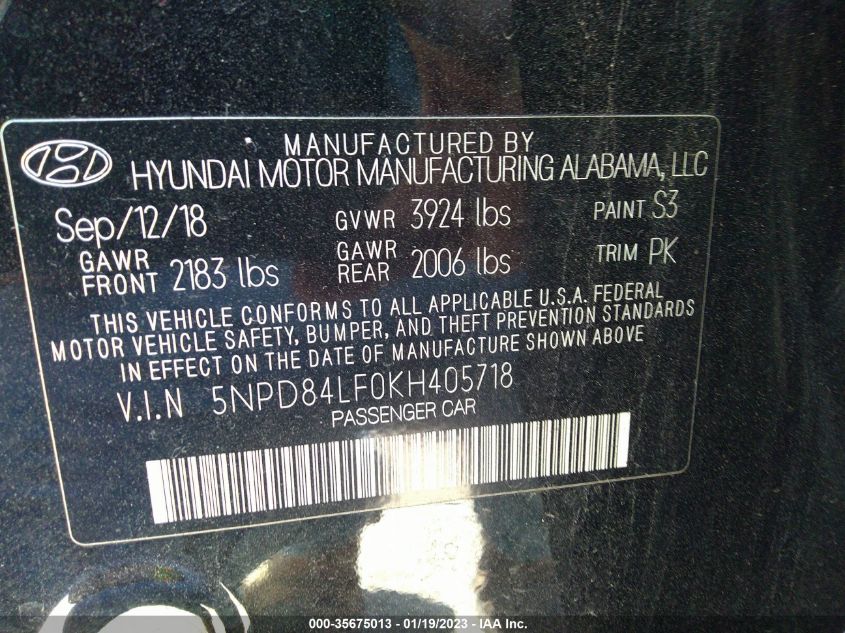 MANUFACTURED BY
HYUNDAI MOTOR MANUFACTURING ALABAMA, LLC
Sep/12/18 GVWR 3924 lbs PAINT S3
GAWR FRONT 2183 lbs GAWR REAR 2006 lbs TRIM PK
THIS VEHICLE CONFORMS TO ALL APPLICABLE U.S.A. FEDERAL
MOTOR VEHICLE SAFETY, BUMPER, AND THEFT PREVENTION STANDARDS
IN EFFECT ON THE DATE OF MANUFACTURE SHOWN ABOVE
V.I.N 5NPD84LF0KH405718
PASSENGER CAR
000-35675013 - 01/19/2023 - IAA Inc.